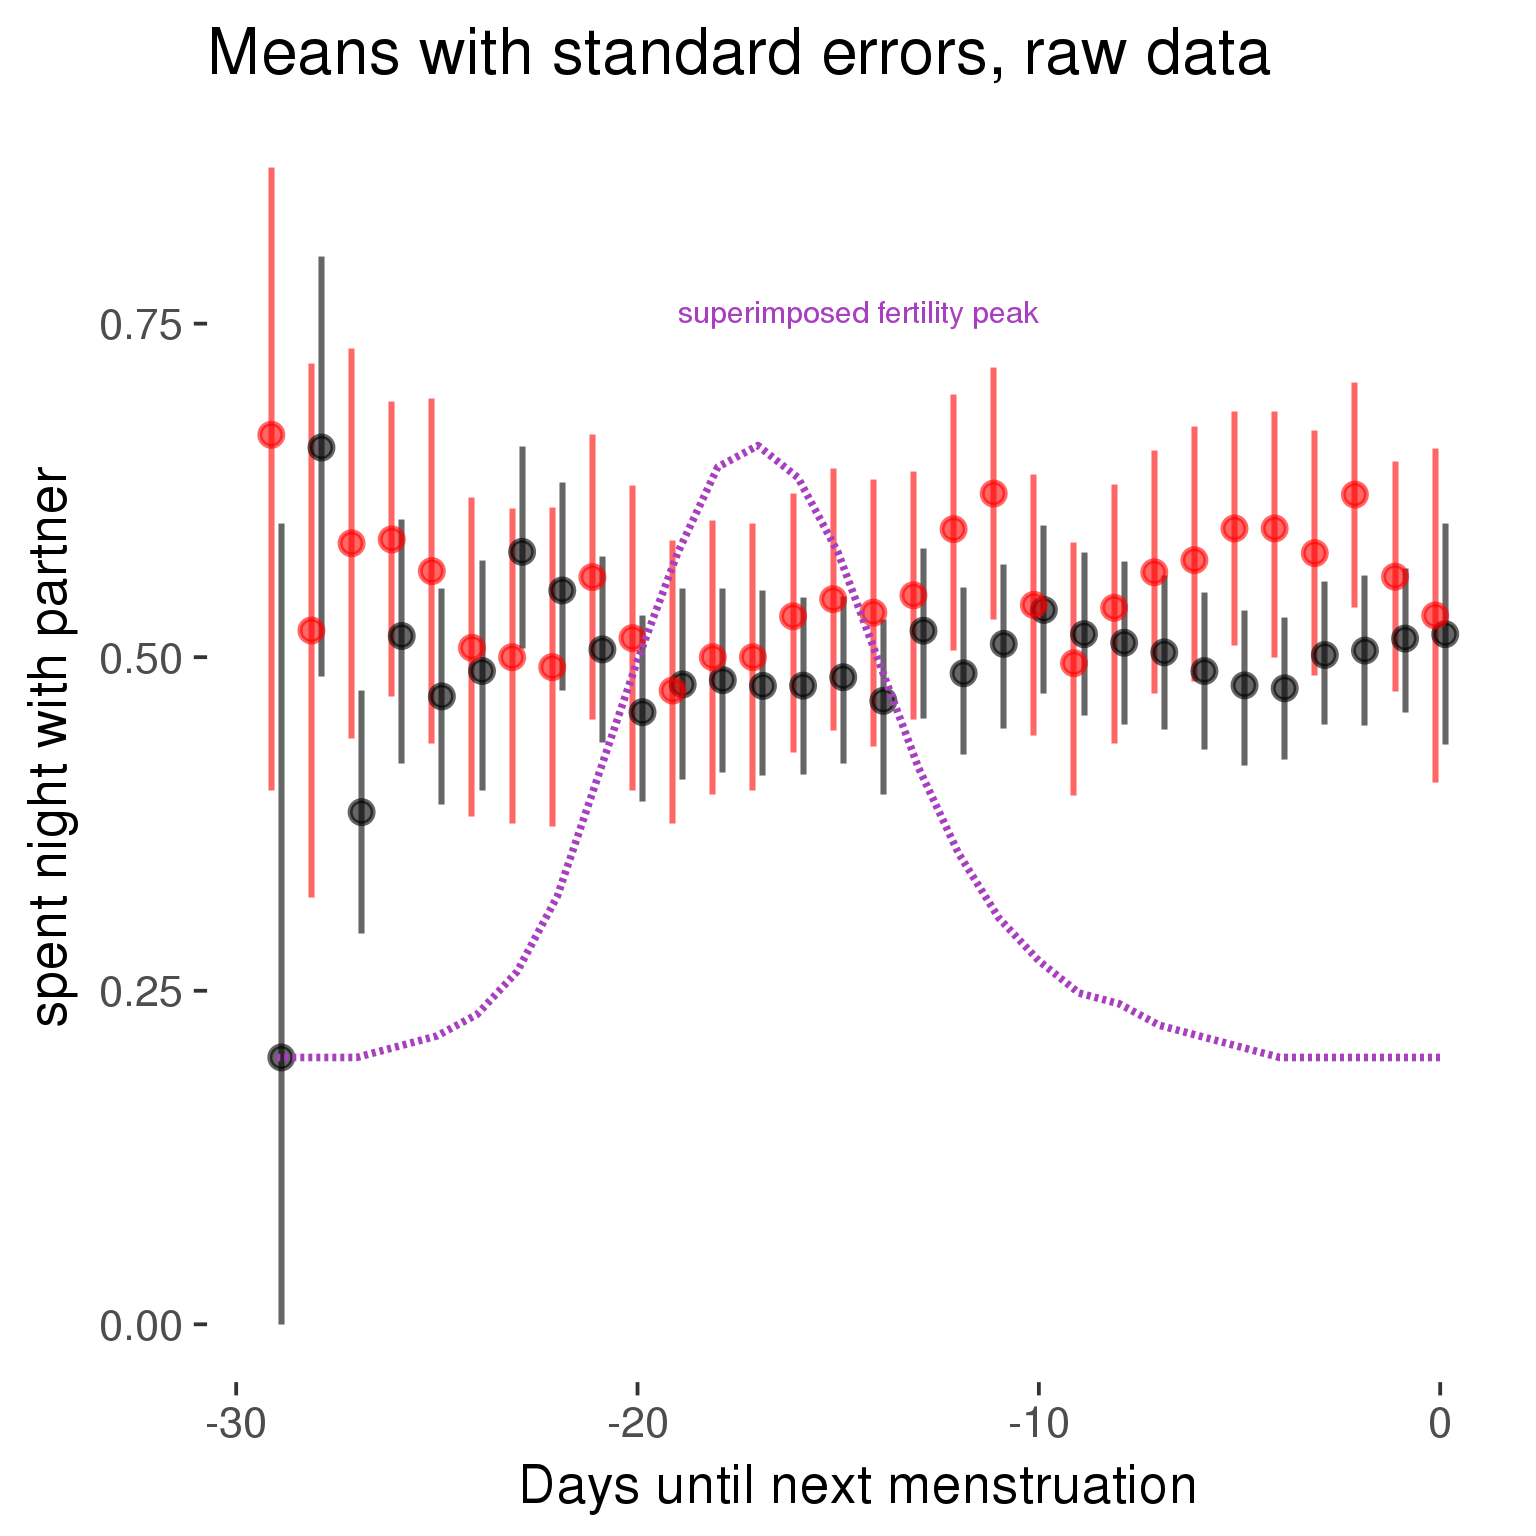 Means with standard errors, raw data
superimposed fertility peak
spent night with partner
0.75
0.50
0.25
0.00
-30 -20 -10 0
Days until next menstruation